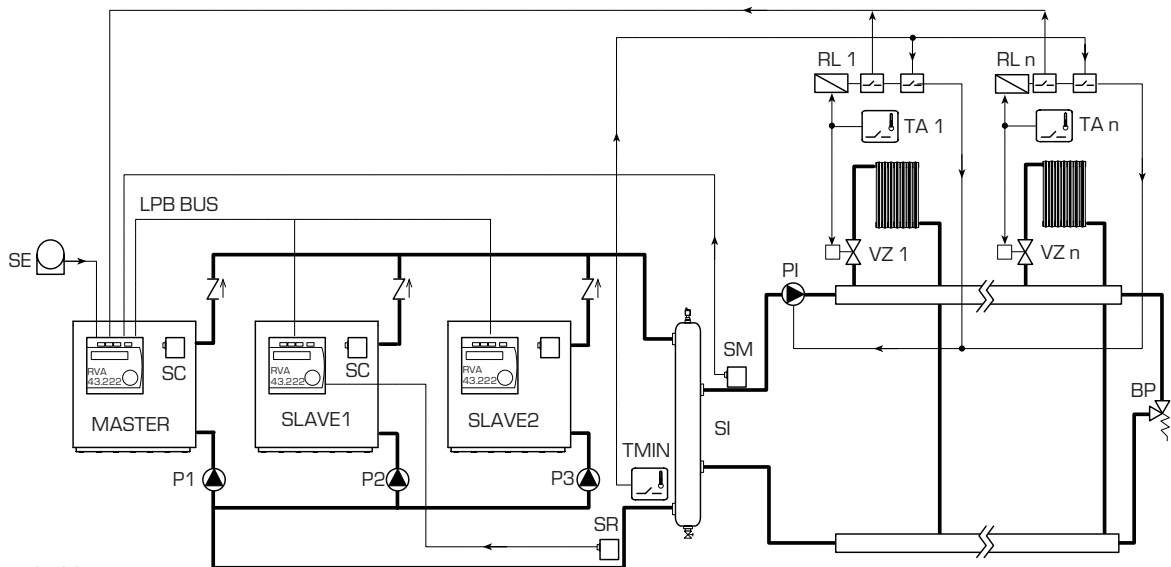 RL 1
RL n
TA 1
TA n
LPB BUS
SE
VZ 1
VZ n
PI
SC
SC
SM
RVA
43.222
RVA
43.222
RVA
43.222
BP
MASTER
SLAVE1
SLAVE2
SI
TMIN
P1
P2
P3
SR